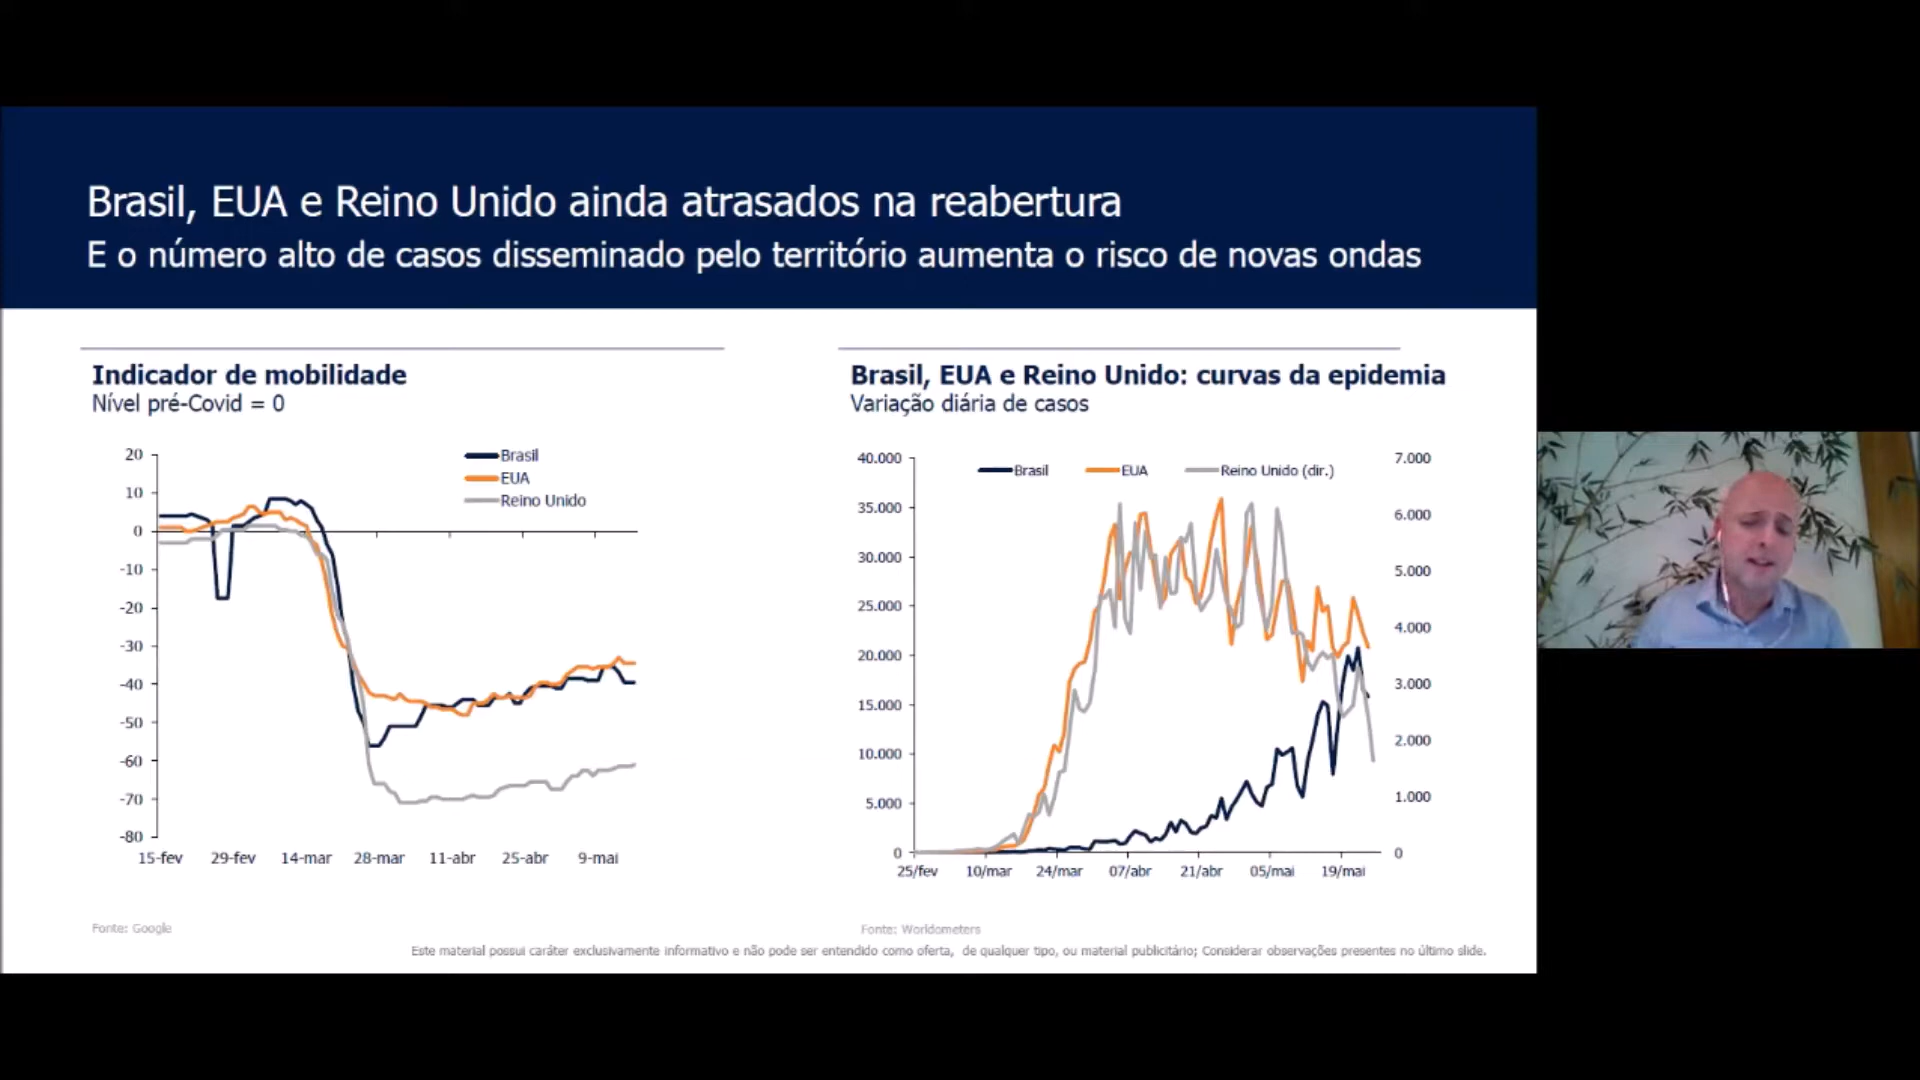 Brasil, EUA e Reino Unido ainda atrasados na reabertura
E o número alto de casos disseminado pelo território aumenta o risco de novas ondas
Indicador de mobilidade
Nível pré-Covid = 0
Brasil
EUA
Reino Unido
20
10
0
-10
-20
-30
-40
-50
-60
-70
-80
15-fev 29-fev 14-mar 28-mar 11-abr 25-abr 9-mai
Fonte: Google
Brasil, EUA e Reino Unido: curvas da epidemia
Variação diária de casos
Brasil EUA Reino Unido (dir.)
40.000
35.000
30.000
25.000
20.000
15.000
10.000
5.000
0
7.000
6.000
5.000
4.000
3.000
2.000
1.000
0
25/fev 10/mar 24/mar 07/abr 21/abr 05/mai 19/mai
Fonte: Worldometers
Este material possui caráter exclusivamente informativo e não pode ser entendido como oferta, de qualquer tipo, ou material publicitário; Considerar observações presentes no último slide.